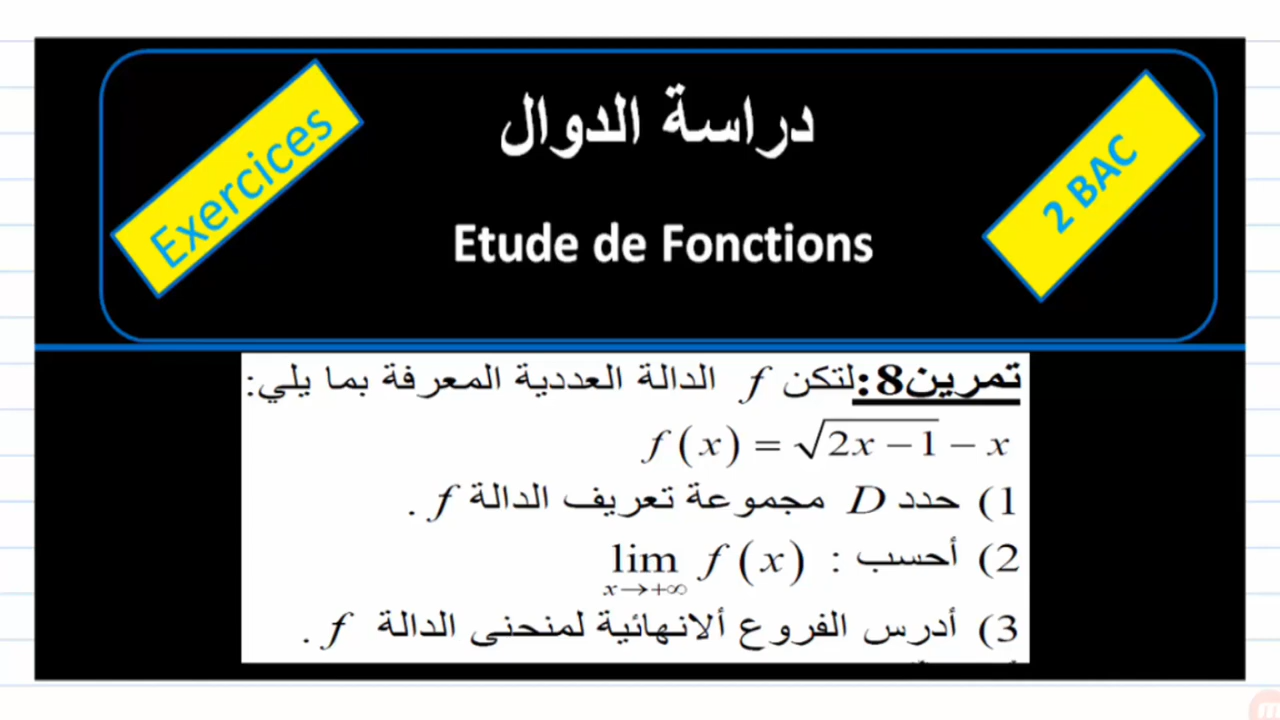 دراسة الدوال
Exercices
2 BAC
Etude de Fonctions
تمرين8: لتكن f الدالة العددية المعرفة بما يلي:
f(x) = √(2x − 1) − x
1) حدد D مجموعة تعريف الدالة f .
2) أحسب : lim x→+∞ f(x)
3) أدرس الفروع ألانهائية لمنحنى الدالة f .